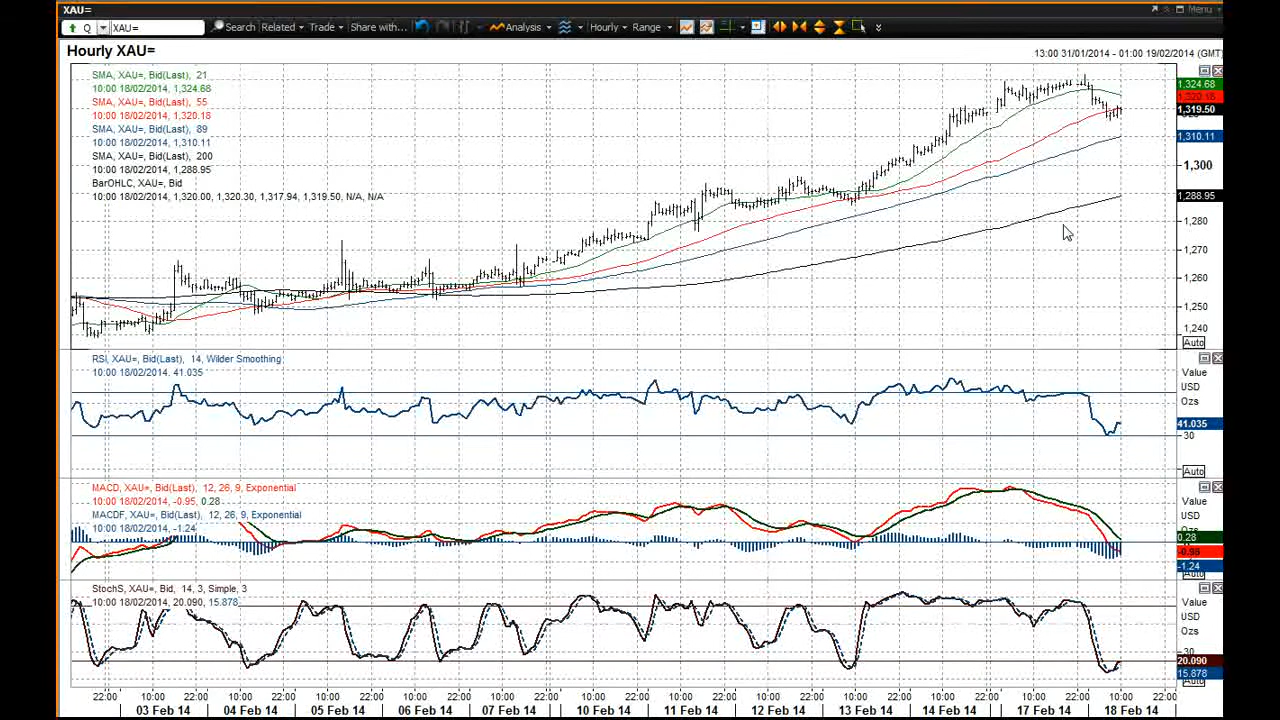 XAU=
Menu
Q XAU= Search Related Trade Share with... Analysis Hourly Range
Hourly XAU=
13:00 31/01/2014 - 01:00 19/02/2014 (GMT)
SMA, XAU=, Bid(Last), 21
10:00 18/02/2014, 1,324.68
SMA, XAU=, Bid(Last), 55
10:00 18/02/2014, 1,320.18
SMA, XAU=, Bid(Last), 89
10:00 18/02/2014, 1,310.11
SMA, XAU=, Bid(Last), 200
10:00 18/02/2014, 1,288.95
BarOHLC, XAU=, Bid
10:00 18/02/2014, 1,320.00, 1,320.30, 1,317.94, 1,319.50, N/A, N/A
1,324.68
1,320.18
1,319.50
1,310.11
1,300
1,288.95
1,280
1,270
1,260
1,250
1,240
Auto
RSI, XAU=, Bid(Last), 14, Wilder Smoothing
10:00 18/02/2014, 41.035
Value
USD
Ozs
41.035
30
Auto
MACD, XAU=, Bid(Last), 12, 26, 9, Exponential
10:00 18/02/2014, -0.95, 0.28
MACDF, XAU=, Bid(Last), 12, 26, 9, Exponential
10:00 18/02/2014, -1.24
Value
USD
Ozs
0.28
-0.95
-1.24
Auto
StochS, XAU=, Bid, 14, 3, Simple, 3
10:00 18/02/2014, 20.090, 15.878
Value
USD
Ozs
30
20.090
15.878
Auto
22:00 10:00 22:00 10:00 22:00 10:00 22:00 10:00 22:00 10:00 22:00 10:00 22:00 10:00 22:00 10:00 22:00 10:00 22:00 10:00 22:00 10:00 22:00 10:00 22:00
03 Feb 14 04 Feb 14 05 Feb 14 06 Feb 14 07 Feb 14 10 Feb 14 11 Feb 14 12 Feb 14 13 Feb 14 14 Feb 14 17 Feb 14 18 Feb 14